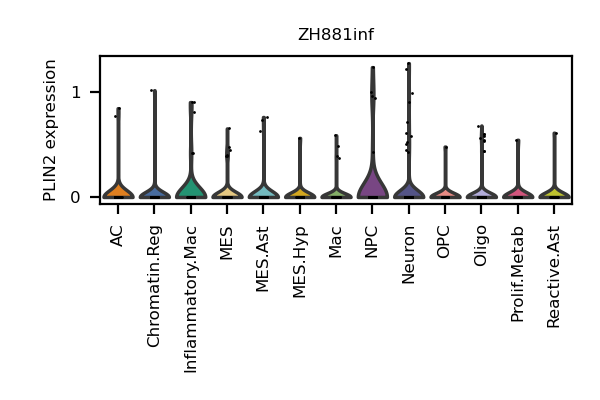 ZH881inf
PLIN2 expression
1
0
AC
Chromatin.Reg
Inflammatory.Mac
MES
MES.Ast
MES.Hyp
Mac
NPC
Neuron
OPC
Oligo
Prolif.Metab
Reactive.Ast